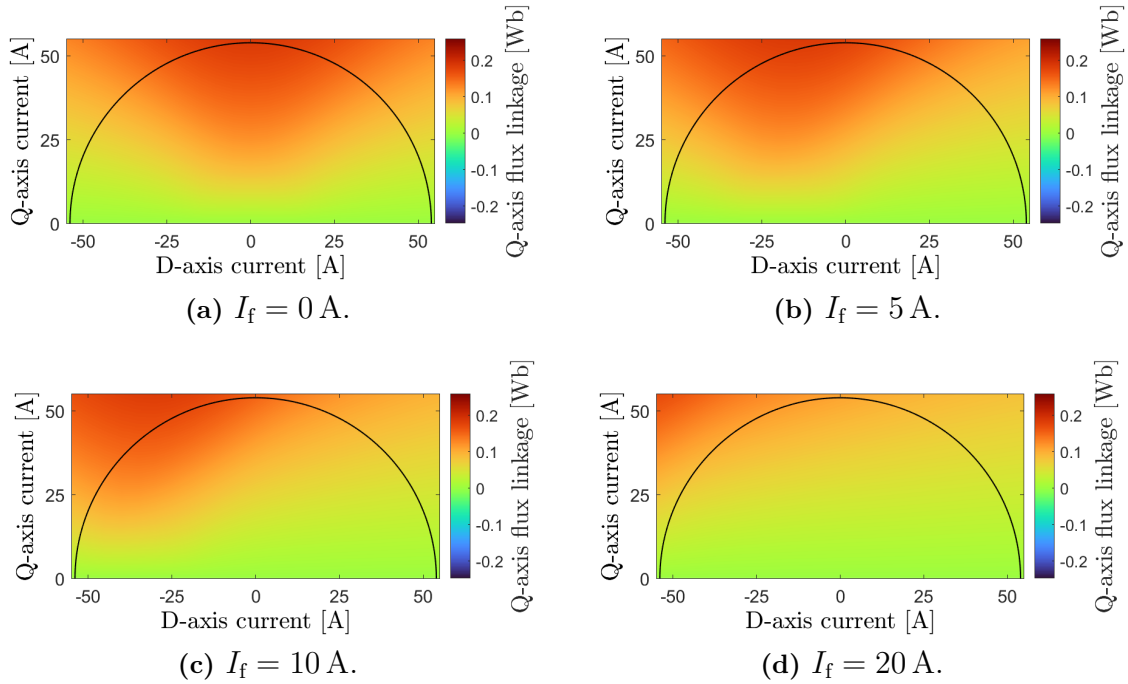 Q-axis current [A]
50
25
0
-50 -25 0 25 50
D-axis current [A]
0.2
0.1
0
-0.1
-0.2
Q-axis flux linkage [Wb]
(a) I_f = 0 A.
Q-axis current [A]
50
25
0
-50 -25 0 25 50
D-axis current [A]
0.2
0.1
0
-0.1
-0.2
Q-axis flux linkage [Wb]
(b) I_f = 5 A.
Q-axis current [A]
50
25
0
-50 -25 0 25 50
D-axis current [A]
0.2
0.1
0
-0.1
-0.2
Q-axis flux linkage [Wb]
(c) I_f = 10 A.
Q-axis current [A]
50
25
0
-50 -25 0 25 50
D-axis current [A]
0.2
0.1
0
-0.1
-0.2
Q-axis flux linkage [Wb]
(d) I_f = 20 A.